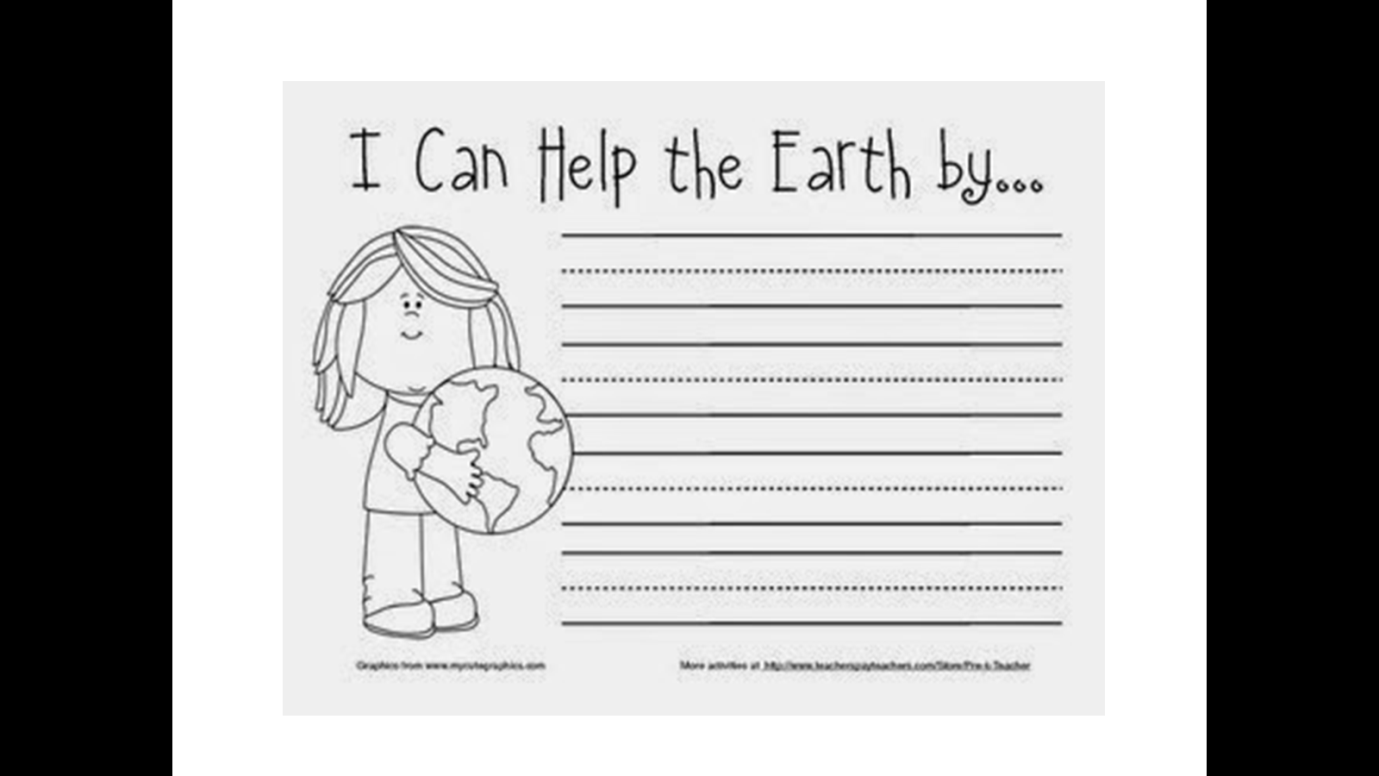 I Can Help the Earth by...
Graphics from www.mycutegraphics.com
More activities at http://www.teacherspayteachers.com/Store/Pre-k-Teacher